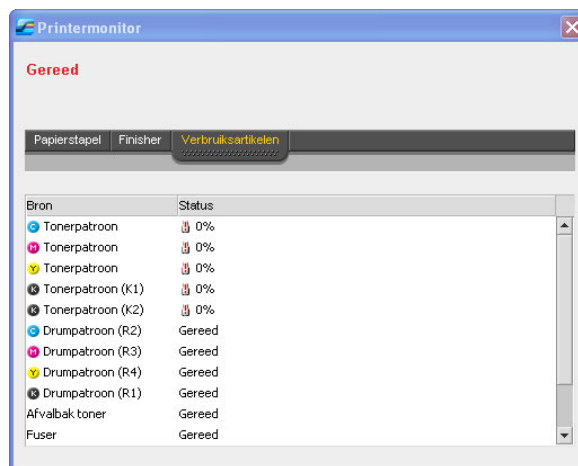 Printermonitor
Gereed
Papierstapel Finisher Verbruiksartikelen
Bron Status
C Tonerpatroon 0%
M Tonerpatroon 0%
Y Tonerpatroon 0%
K Tonerpatroon (K1) 0%
K Tonerpatroon (K2) 0%
C Drumpatroon (R2) Gereed
M Drumpatroon (R3) Gereed
Y Drumpatroon (R4) Gereed
K Drumpatroon (R1) Gereed
Afvalbak toner Gereed
Fuser Gereed